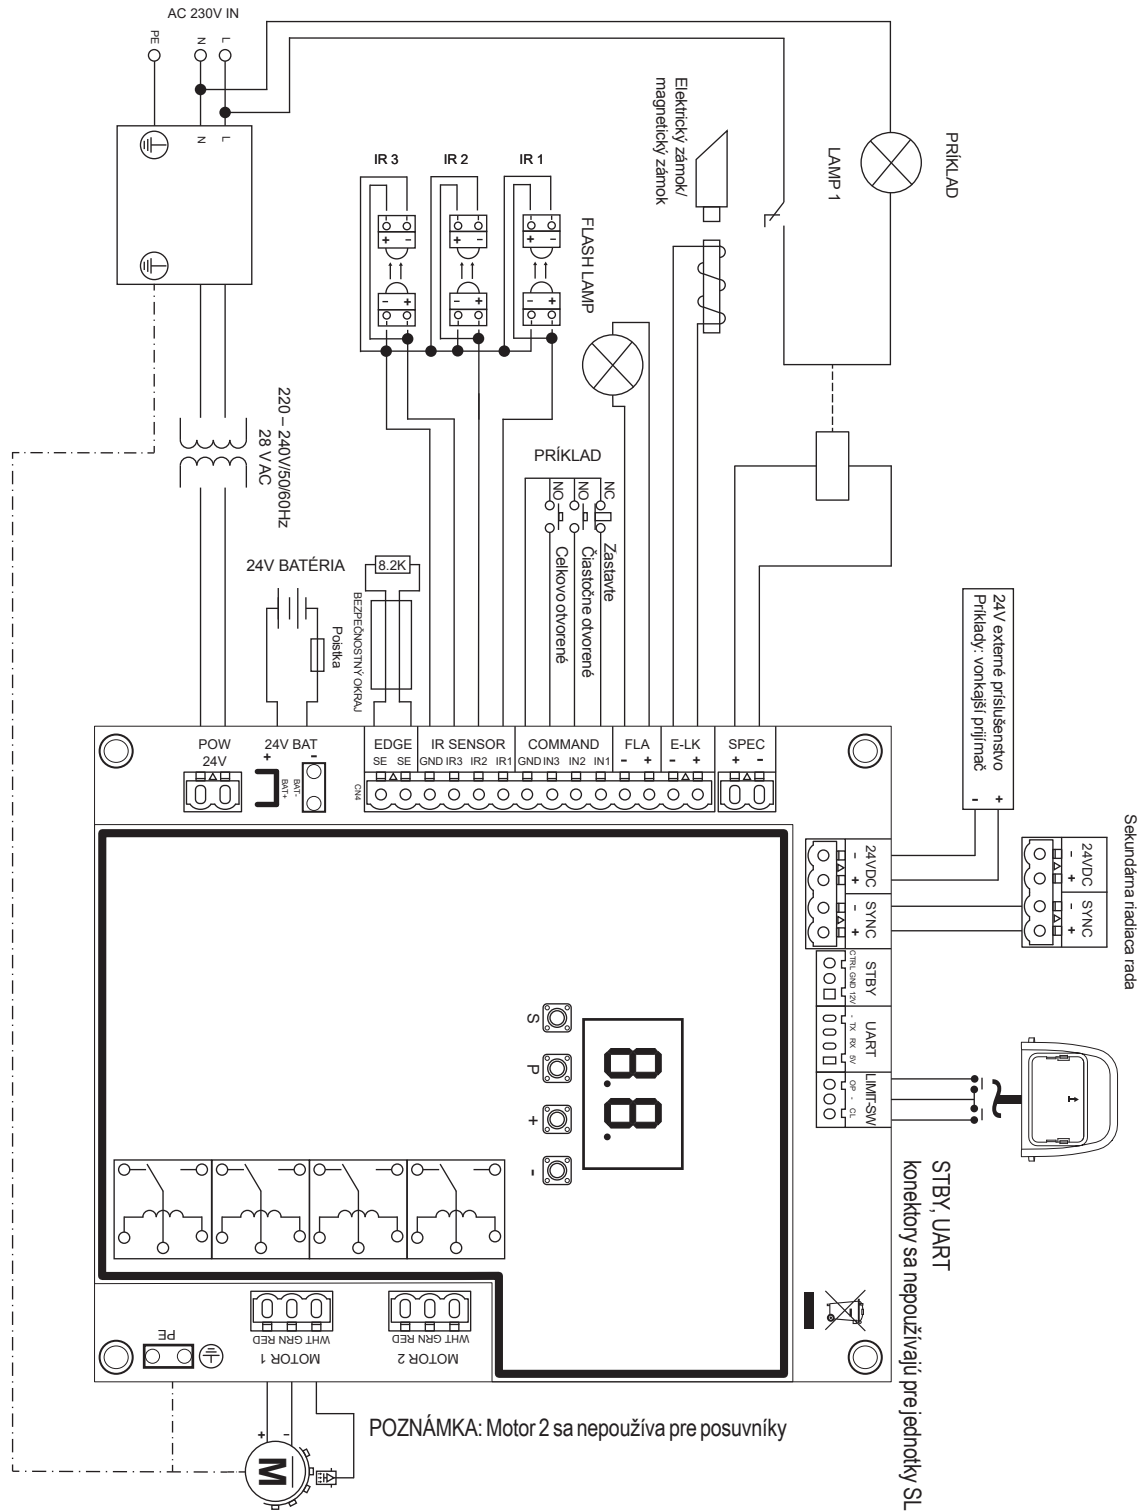 AC 230V IN
PE
N
L
N
L
PRÍKLAD
LAMP 1
Elektrický zámok/
magnetický zámok
IR 3
IR 2
IR 1
+
-
+
-
+
-
-
+
-
+
-
+
FLASH LAMP
220 – 240V/50/60Hz
28 V AC
PRÍKLAD
NO
NO
NC
Celkovo otvorené
Čiastočne otvorené
Zastavte
24V BATÉRIA
Poistka
8.2K
BEZPEČNOSTNÝ OKRAJ
24V externé príslušenstvo
Príklady: vonkajší prijímač
-
+
Sekundárna riadiaca rada
POW
24V
24V BAT
+
-
BAT+
BAT-
EDGE
SE
SE
IR SENSOR
GND
IR3
IR2
IR1
COMMAND
GND
IN3
IN2
IN1
FLA
-
+
E-LK
-
+
SPEC
+
-
CN4
24VDC
-
+
SYNC
-
+
24VDC
-
+
SYNC
-
+
STBY
CTRL GND 12V
UART
- TX RX 5V
LIMIT-SW
OP - CL
S
P
+
-
8.8.
STBY, UART
konektory sa nepoužívajú pre jednotky SL
PE
WHT GRN RED
MOTOR 1
WHT GRN RED
MOTOR 2
+
-
M
POZNÁMKA: Motor 2 sa nepoužíva pre posuvníky